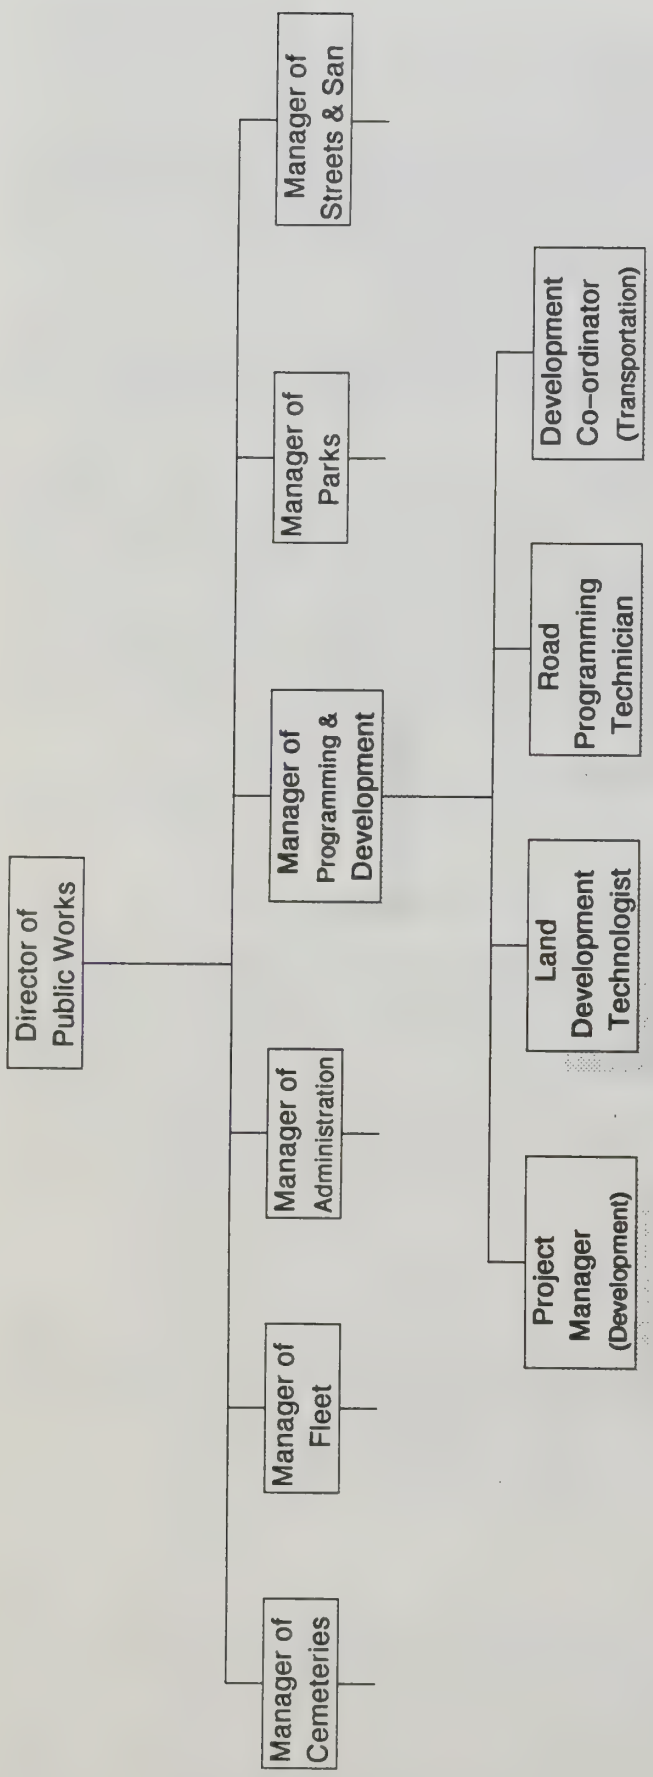 Director of
Public Works
Manager of
Cemeteries
Manager of
Fleet
Manager of
Administration
Manager of
Programming &
Development
Manager of
Parks
Manager of
Streets & San
Project
Manager
(Development)
Land
Development
Technologist
Road
Programming
Technician
Development
Co-ordinator
(Transportation)